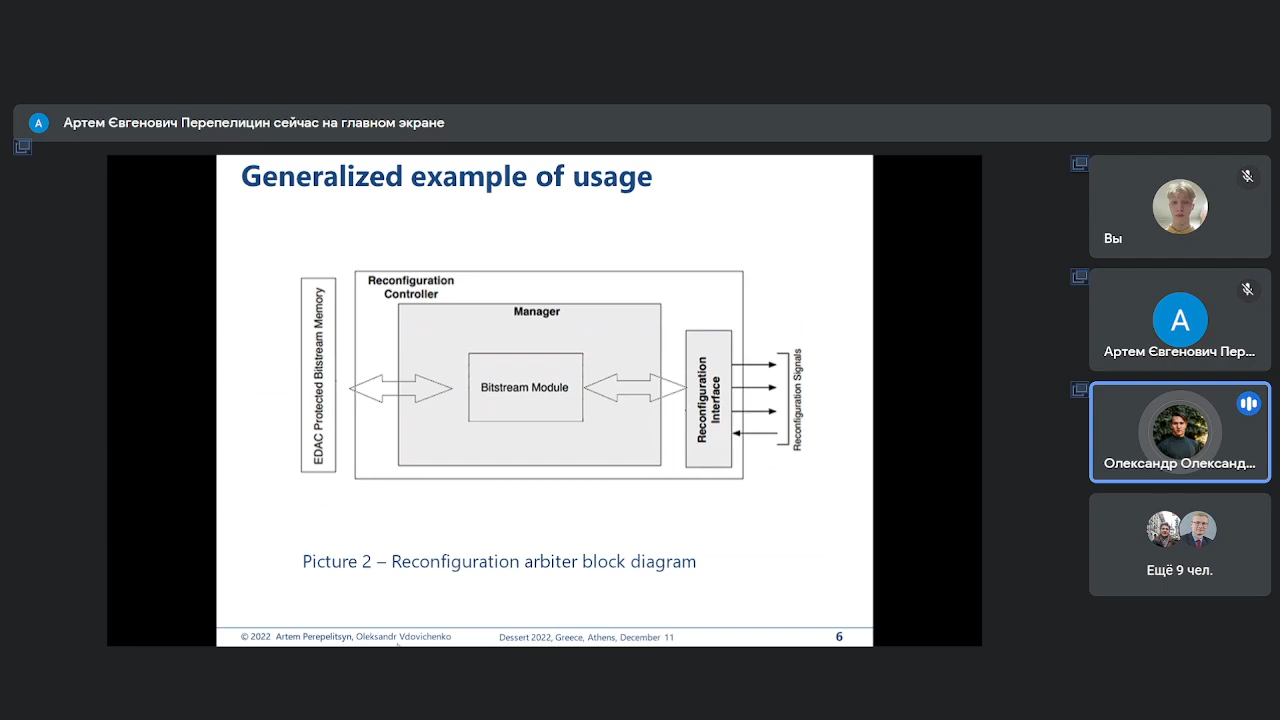 A
Артем Євгенович Перепелицин сейчас на главном экране
Generalized example of usage
EDAC Protected Bitstream Memory
Reconfiguration
Controller
Manager
Bitstream Module
Reconfiguration
Interface
Reconfiguration Signals
Picture 2 – Reconfiguration arbiter block diagram
© 2022 Artem Perepelitsyn, Oleksandr Vdovichenko
Dessert 2022, Greece, Athens, December 11
6
Вы
A
Артем Євгенович Пер...
Олександр Олександ...
Ещё 9 чел.